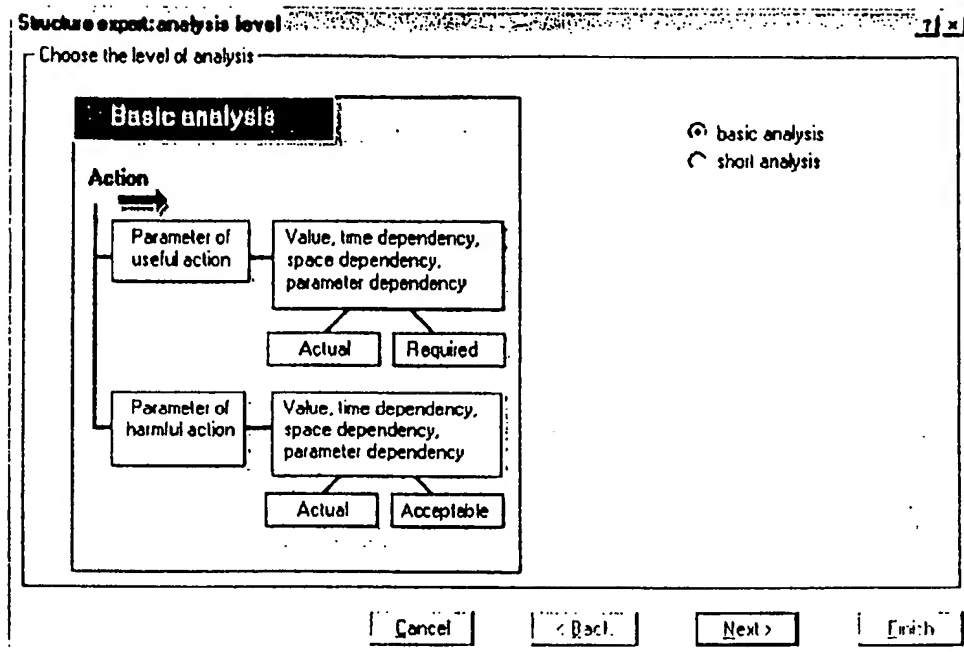 Structure expert: analysis level
? ×
Choose the level of analysis
Basic analysis
basic analysis
short analysis
Action
Parameter of
useful action
Value, time dependency,
space dependency,
parameter dependency
Actual
Required
Parameter of
harmful action
Value, time dependency,
space dependency,
parameter dependency
Actual
Acceptable
Cancel
< Back
Next >
Finish